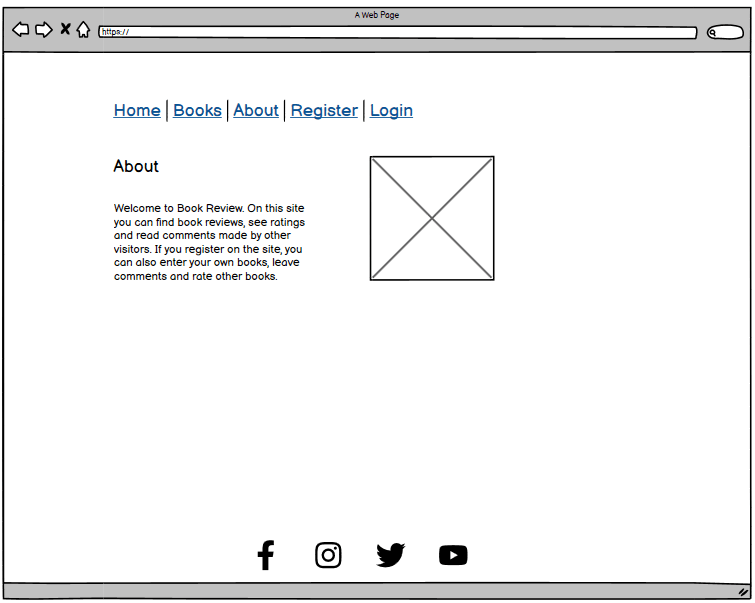 A Web Page
https://
Home | Books | About | Register | Login
About
Welcome to Book Review. On this site
you can find book reviews, see ratings
and read comments made by other
visitors. If you register on the site, you
can also enter your own books, leave
comments and rate other books.